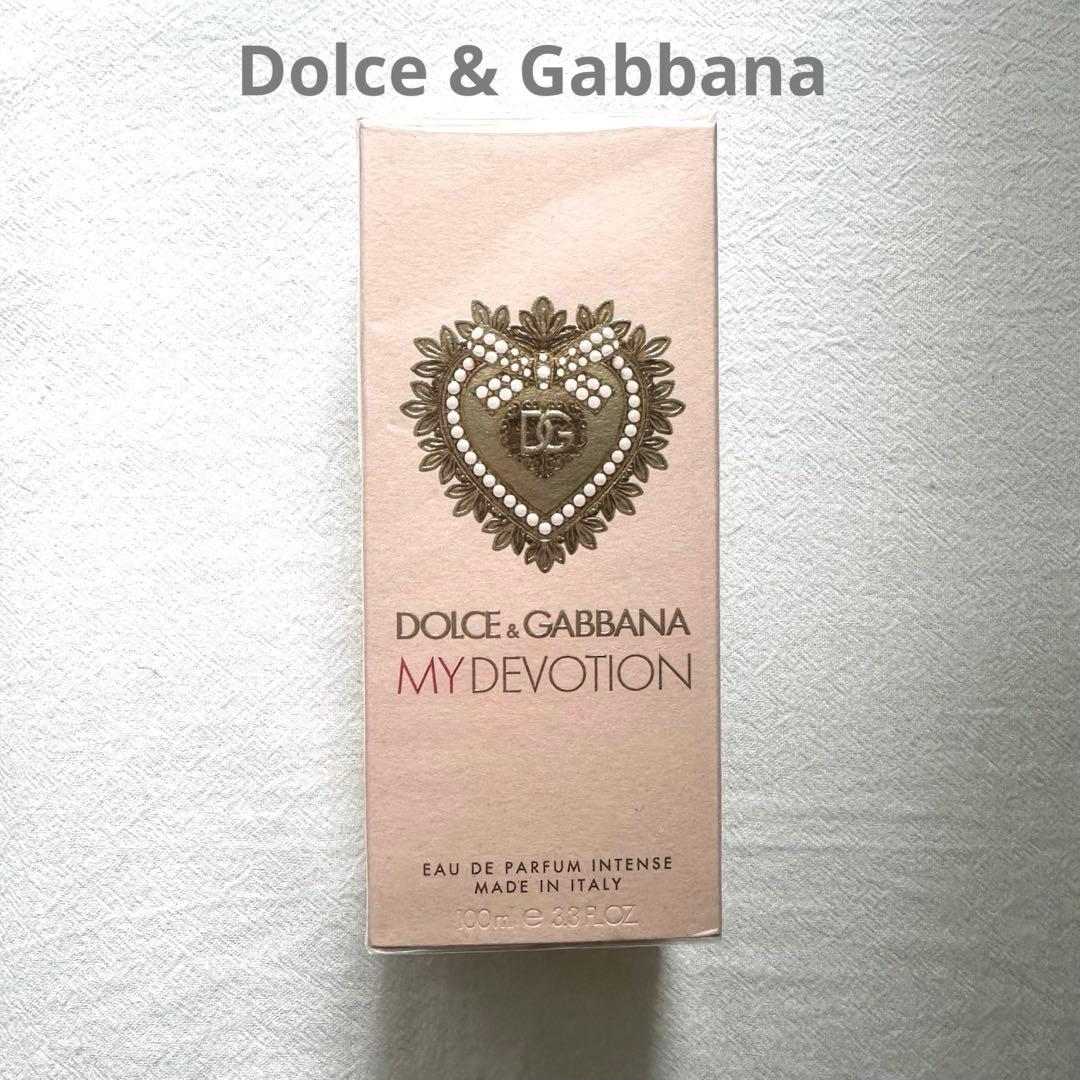 Dolce & Gabbana
DG
DOLCE & GABBANA
MY DEVOTION
EAU DE PARFUM INTENSE
MADE IN ITALY
100ml ℮ 3.3 FL.OZ.